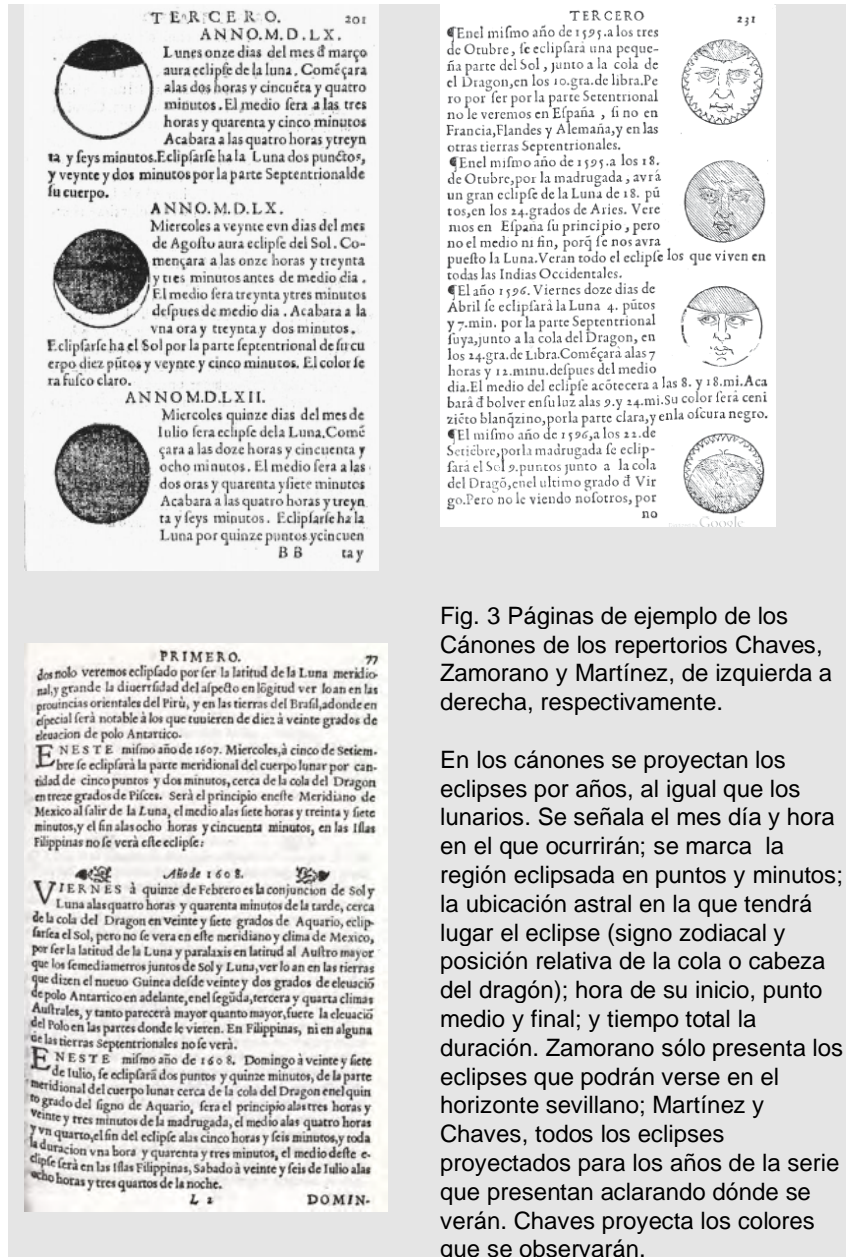 TERCERO. 201
ANNO.M.D.LX.
Lunes onze dias del mes đ março
aura eclipſe de la luna. Començara
alas dos horas y cincuēta y quatro
minutos. El medio ſera a las tres
horas y quarenta y cinco minutos
Acabara a las quatro horas ytreyn
ta y ſeys minutos.Eclipſarſe ha la Luna dos punctos,
y veynte y dos minutos por la parte Septentrionalde
ſu cuerpo.
ANNO.M.D.LX.
Miercoles a veynte evn dias del mes
de Agoſto aura eclipſe del Sol. Co-
mençara a las onze horas y treynta
y tres minutos antes de medio dia.
El medio ſera treynta ytres minutos
deſpues de medio dia. Acabara a la
vna ora y treynta y dos minutos.
Eclipſarſe ha el Sol por la parte ſeptentrional de ſu cu
erpo diez pūtos y veynte y cinco minutos. El color ſe
ra fuſco claro.
ANNOM.D.LXII.
Miercoles quinze dias del mes de
Iulio ſera eclipſe dela Luna.Comē
çara a las doze horas y cincuenta y
ocho minutos. El medio ſera a las
dos oras y quarenta yſiete minutos
Acabara a las quatro horas y treyn
ta y ſeys minutos. Eclipſarſe ha la
Luna por quinze puntos ycincuen
BB ta y
TERCERO 231
¶Enel miſmo año de 1595.a los tres
de Otubre, ſe eclipſará una peque-
ña parte del Sol, junto a la cola de
el Dragon,en los 10.gra.de libra.Pe
ro por ſer por la parte Setentrional
no le veremos en Eſpaña, ſi no en
Francia,Flandes y Alemaña,y en las
otras tierras Septentrionales.
¶Enel miſmo año de 1595.a los 18.
de Otubre,por la madrugada, avrá
un gran eclipſe de la Luna de 18. pū
tos,en los 24.grados de Aries. Vere
mos en Eſpaña ſu principio, pero
no el medio ni fin, porq̃ ſe nos avra
pueſto la Luna.Veran todo el eclipſe los que viven en
todas las Indias Occidentales.
¶El año 1596. Viernes doze dias de
Abril ſe eclipſarà la Luna 4. pūtos
y 7.min. por la parte Septentrional
ſuya,junto a la cola del Dragon, en
los 24.gra.de Libra.Começará alas 7
horas y 12.minu.deſpues del medio
dia.El medio del eclipſe acōtecera a las 8. y 18.mi.Aca
bará đ bolver enſu luz alas 9.y 24.mi.Su color ſerá ceni
ziēto blanq̃zino,porla parte clara,y enla oſcura negro.
¶El miſmo año de 1596,a los 22.de
Setiēbre,porla madrugada ſe eclip-
ſará el Sol 9.puntos junto a la cola
del Dragō,enel ultimo grado đ Vir
go.Pero no le viendo noſotros, por
no
Google
PRIMERO. 77
dos nolo veremos eclipſado por ſer la latitud de la Luna meridio-
nal,y grande la diuerſidad del aſpecto en lōgitud ver loan en las
prouincias orientales del Pirù, y en las tierras del Braſil,adonde en
eſpecial ſerà notable à los que tuuieren de diez à veinte grados de
eleuacion de polo Antartico.
EN ESTE miſmo año de 1607. Miercoles,à cinco de Setiem-
bre ſe eclipſarà la parte meridional del cuerpo lunar por can-
tidad de cinco puntos y dos minutos, cerca de la cola del Dragon
en treze grados de Piſces. Serà el principio eneſte Meridiano de
Mexico al ſalir de la Luna, el medio alas ſiete horas y treinta y ſiete
minutos,y el fin alas ocho horas y cincuenta minutos, en las Iſlas
Filippinas no ſe verà eſte eclipſe:
Año de 1608.
VIERNES à quinze de Febrero es la conjuncion de Sol y
Luna alas quatro horas y quarenta minutos de la tarde, cerca
de la cola del Dragon en veinte y ſiete grados de Aquario, eclip-
ſarſea el Sol, pero no ſe vera en eſte meridiano y clima de Mexico,
por ſer la latitud de la Luna y paralaxis en latitud al Auſtro mayor
que los ſemediametros juntos de Sol y Luna,ver lo an en las tierras
que dizen el nueuo Guinea deſde veinte y dos grados de eleuació
de polo Antartico en adelante,enel ſegūda,tercera y quarta climas
Auſtrales, y tanto parecerà mayor quanto mayor,fuere la eleuació
del Polo en las partes donde le vieren. En Filippinas, ni en alguna
de las tierras Septentrionales no ſe verà.
EN ESTE miſmo año de 1608. Domingo à veinte y ſiete
de Iulio, ſe eclipſarà dos puntos y quinze minutos, de la parte
meridional del cuerpo lunar cerca de la cola del Dragon enel quin
to grado del ſigno de Aquario, ſera el principio alas tres horas y
veinte y tres minutos de la madrugada, el medio alas quatro horas
y vn quarto,el fin del eclipſe alas cinco horas y ſeis minutos,y toda
la duracion vna hora y quarenta y tres minutos, el medio deſte e-
clipſe ſerà en las Iſlas Filippinas, Sabado à veinte y ſeis de Iulio alas
ocho horas y tres quartos de la noche.
L 2 DOMIN-
Fig. 3 Páginas de ejemplo de los
Cánones de los repertorios Chaves,
Zamorano y Martínez, de izquierda a
derecha, respectivamente.
En los cánones se proyectan los
eclipses por años, al igual que los
lunarios. Se señala el mes día y hora
en el que ocurrirán; se marca la
región eclipsada en puntos y minutos;
la ubicación astral en la que tendrá
lugar el eclipse (signo zodiacal y
posición relativa de la cola o cabeza
del dragón); hora de su inicio, punto
medio y final; y tiempo total la
duración. Zamorano sólo presenta los
eclipses que podrán verse en el
horizonte sevillano; Martínez y
Chaves, todos los eclipses
proyectados para los años de la serie
que presentan aclarando dónde se
verán. Chaves proyecta los colores
que se observarán.